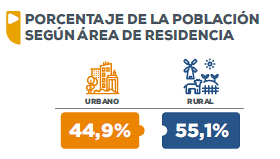 PORCENTAJE DE LA POBLACIÓN
SEGÚN ÁREA DE RESIDENCIA
URBANO RURAL
44,9% 55,1%